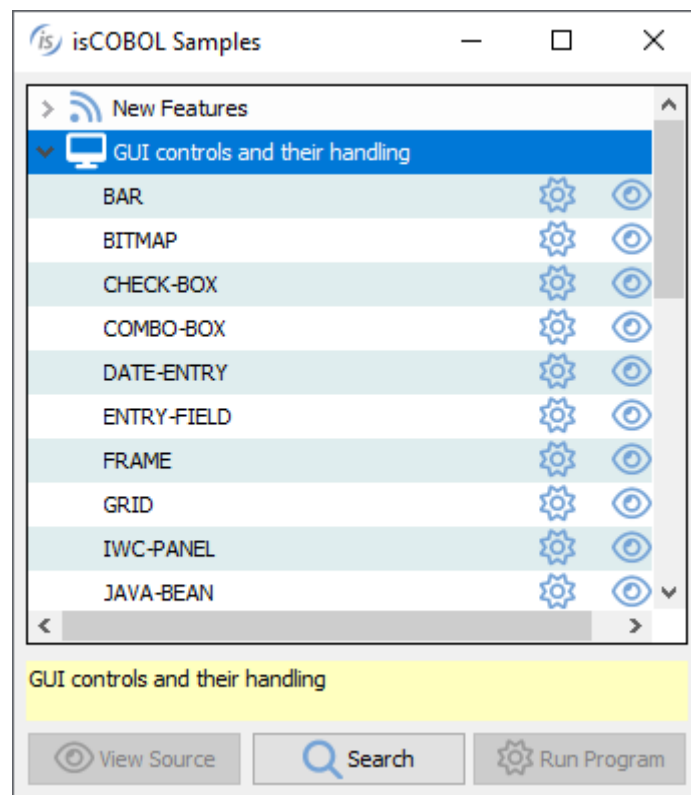 is isCOBOL Samples
New Features
GUI controls and their handling
BAR
BITMAP
CHECK-BOX
COMBO-BOX
DATE-ENTRY
ENTRY-FIELD
FRAME
GRID
IWC-PANEL
JAVA-BEAN
GUI controls and their handling
View Source Search Run Program